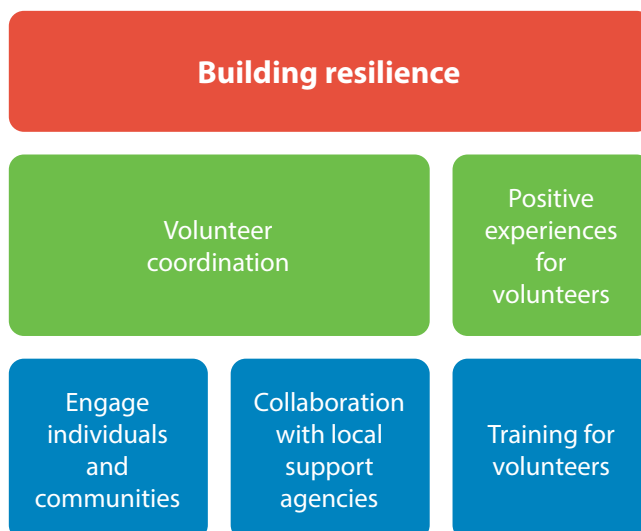 Building resilience
Volunteer
coordination
Positive
experiences
for
volunteers
Engage
individuals
and
communities
Collaboration
with local
support
agencies
Training for
volunteers